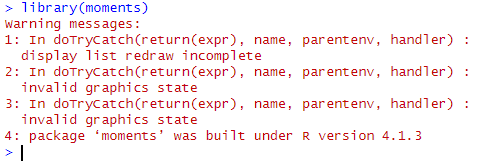 > library(moments)
Warning messages:
1: In doTryCatch(return(expr), name, parentenv, handler) :
  display list redraw incomplete
2: In doTryCatch(return(expr), name, parentenv, handler) :
  invalid graphics state
3: In doTryCatch(return(expr), name, parentenv, handler) :
  invalid graphics state
4: package ‘moments’ was built under R version 4.1.3
>